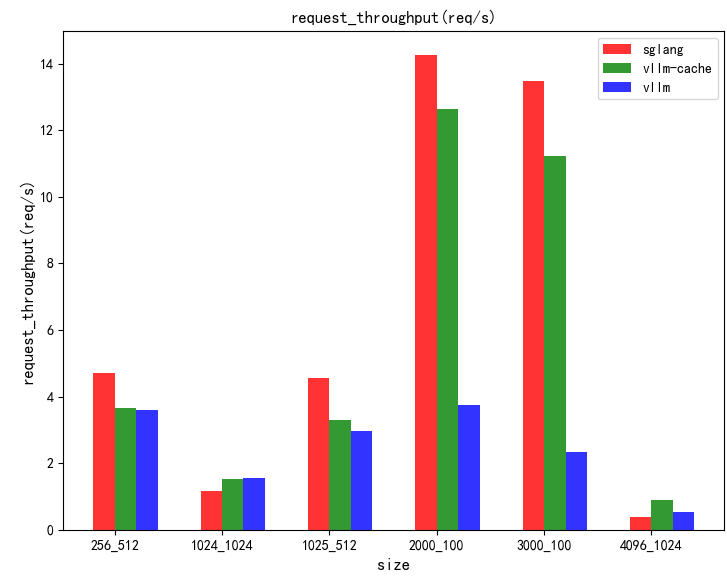 request_throughput(req/s)
sglang
vllm-cache
vllm
14
12
10
8
6
4
2
0
request_throughput(req/s)
256_512 1024_1024 1025_512 2000_100 3000_100 4096_1024
size